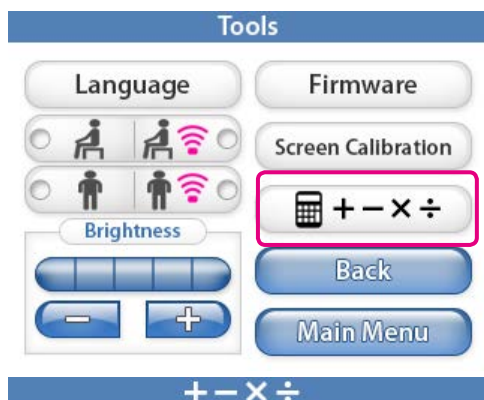 Tools
Language
Firmware
Screen Calibration
+ − × ÷
Brightness
Back
− +
Main Menu
+ − × ÷